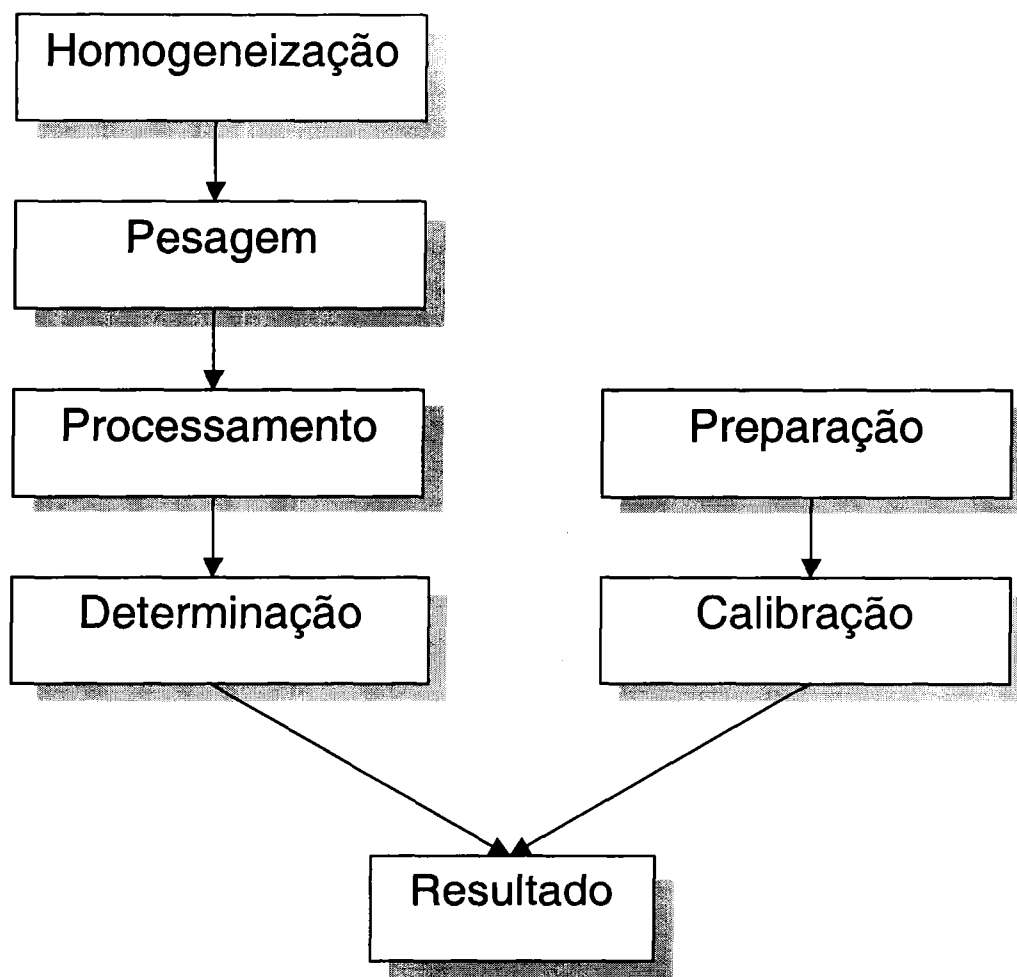 Homogeneização
Pesagem
Processamento
Preparação
Determinação
Calibração
Resultado